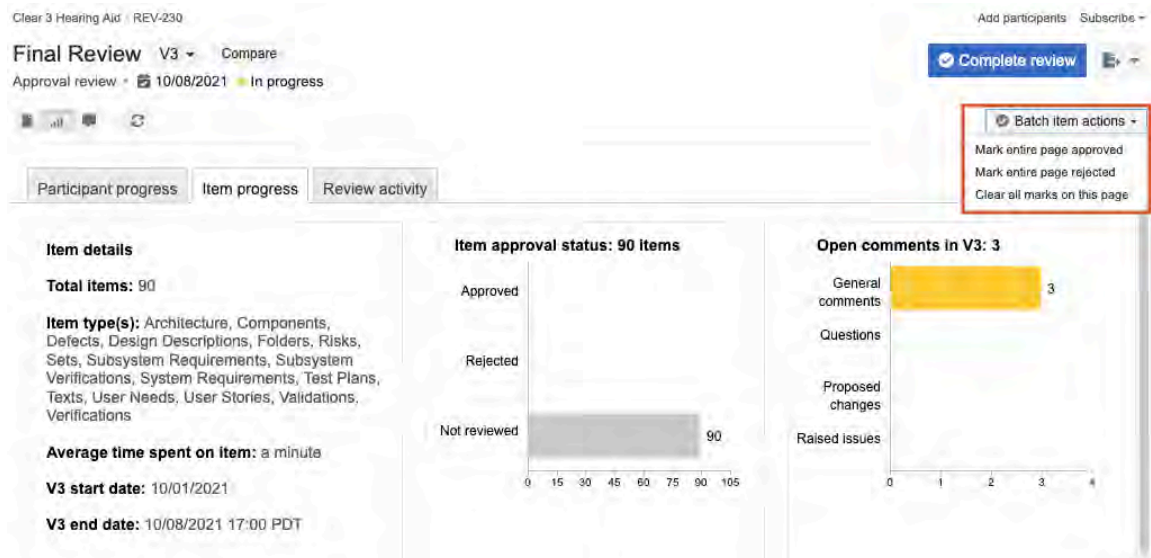 Clear 3 Hearing Aid REV-230
Add participants Subscribe
Final Review V3 Compare
Complete review
Approval review • 10/08/2021 • In progress
Batch item actions
Mark entire page approved
Mark entire page rejected
Clear all marks on this page
Participant progress Item progress Review activity
Item details
Total items: 90
Item type(s): Architecture, Components,
Defects, Design Descriptions, Folders, Risks,
Sets, Subsystem Requirements, Subsystem
Verifications, System Requirements, Test Plans,
Texts, User Needs, User Stories, Validations,
Verifications
Average time spent on item: a minute
V3 start date: 10/01/2021
V3 end date: 10/08/2021 17:00 PDT
Item approval status: 90 items
Approved
Rejected
Not reviewed 90
0 15 30 45 60 75 90 105
Open comments in V3: 3
General
comments 3
Questions
Proposed
changes
Raised issues
0 1 2 3 4